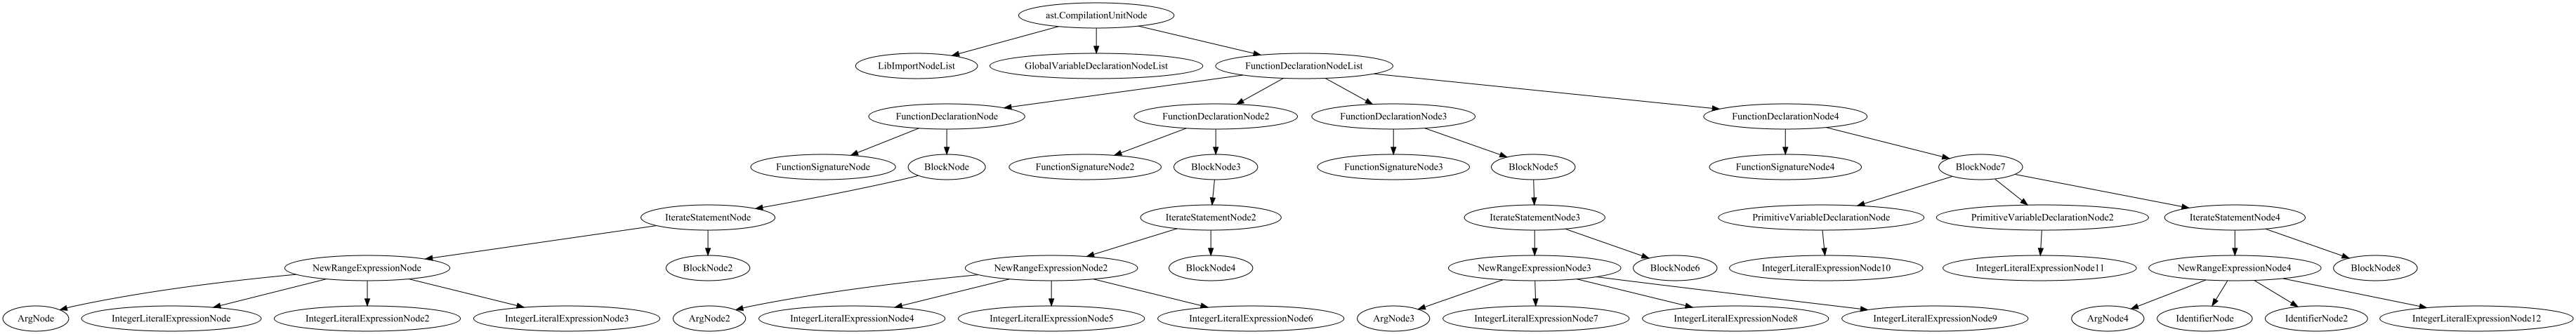 ast.CompilationUnitNode
LibImportNodeList
GlobalVariableDeclarationNodeList
FunctionDeclarationNodeList
FunctionDeclarationNode
FunctionDeclarationNode2
FunctionDeclarationNode3
FunctionDeclarationNode4
FunctionSignatureNode
BlockNode
FunctionSignatureNode2
BlockNode3
FunctionSignatureNode3
BlockNode5
FunctionSignatureNode4
BlockNode7
IterateStatementNode
IterateStatementNode2
IterateStatementNode3
PrimitiveVariableDeclarationNode
PrimitiveVariableDeclarationNode2
IterateStatementNode4
NewRangeExpressionNode
BlockNode2
NewRangeExpressionNode2
BlockNode4
NewRangeExpressionNode3
BlockNode6
IntegerLiteralExpressionNode10
IntegerLiteralExpressionNode11
NewRangeExpressionNode4
BlockNode8
ArgNode
IntegerLiteralExpressionNode
IntegerLiteralExpressionNode2
IntegerLiteralExpressionNode3
ArgNode2
IntegerLiteralExpressionNode4
IntegerLiteralExpressionNode5
IntegerLiteralExpressionNode6
ArgNode3
IntegerLiteralExpressionNode7
IntegerLiteralExpressionNode8
IntegerLiteralExpressionNode9
ArgNode4
IdentifierNode
IdentifierNode2
IntegerLiteralExpressionNode12